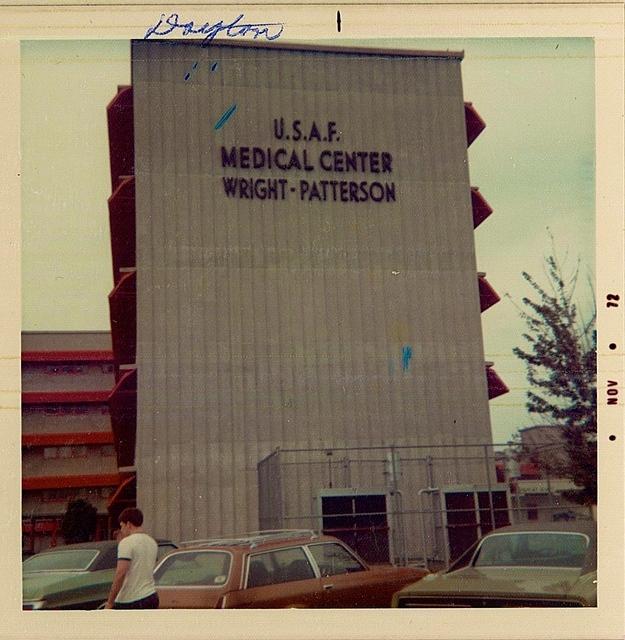 Dayton
U.S.A.F.
MEDICAL CENTER
WRIGHT-PATTERSON
NOV • 72